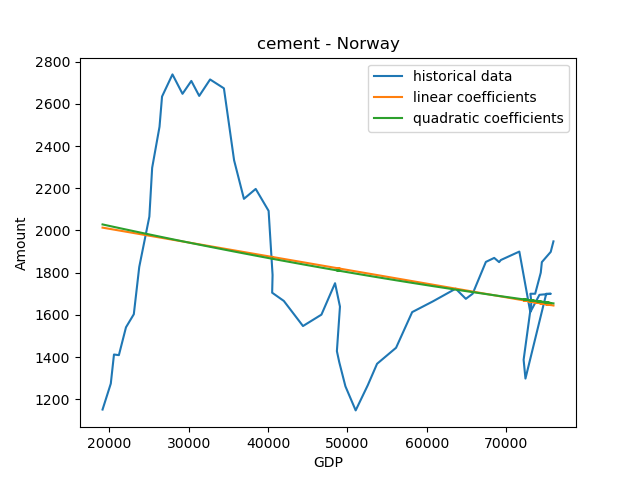 cement - Norway
historical data
linear coefficients
quadratic coefficients
2800
2600
2400
2200
2000
1800
1600
1400
1200
Amount
20000 30000 40000 50000 60000 70000
GDP